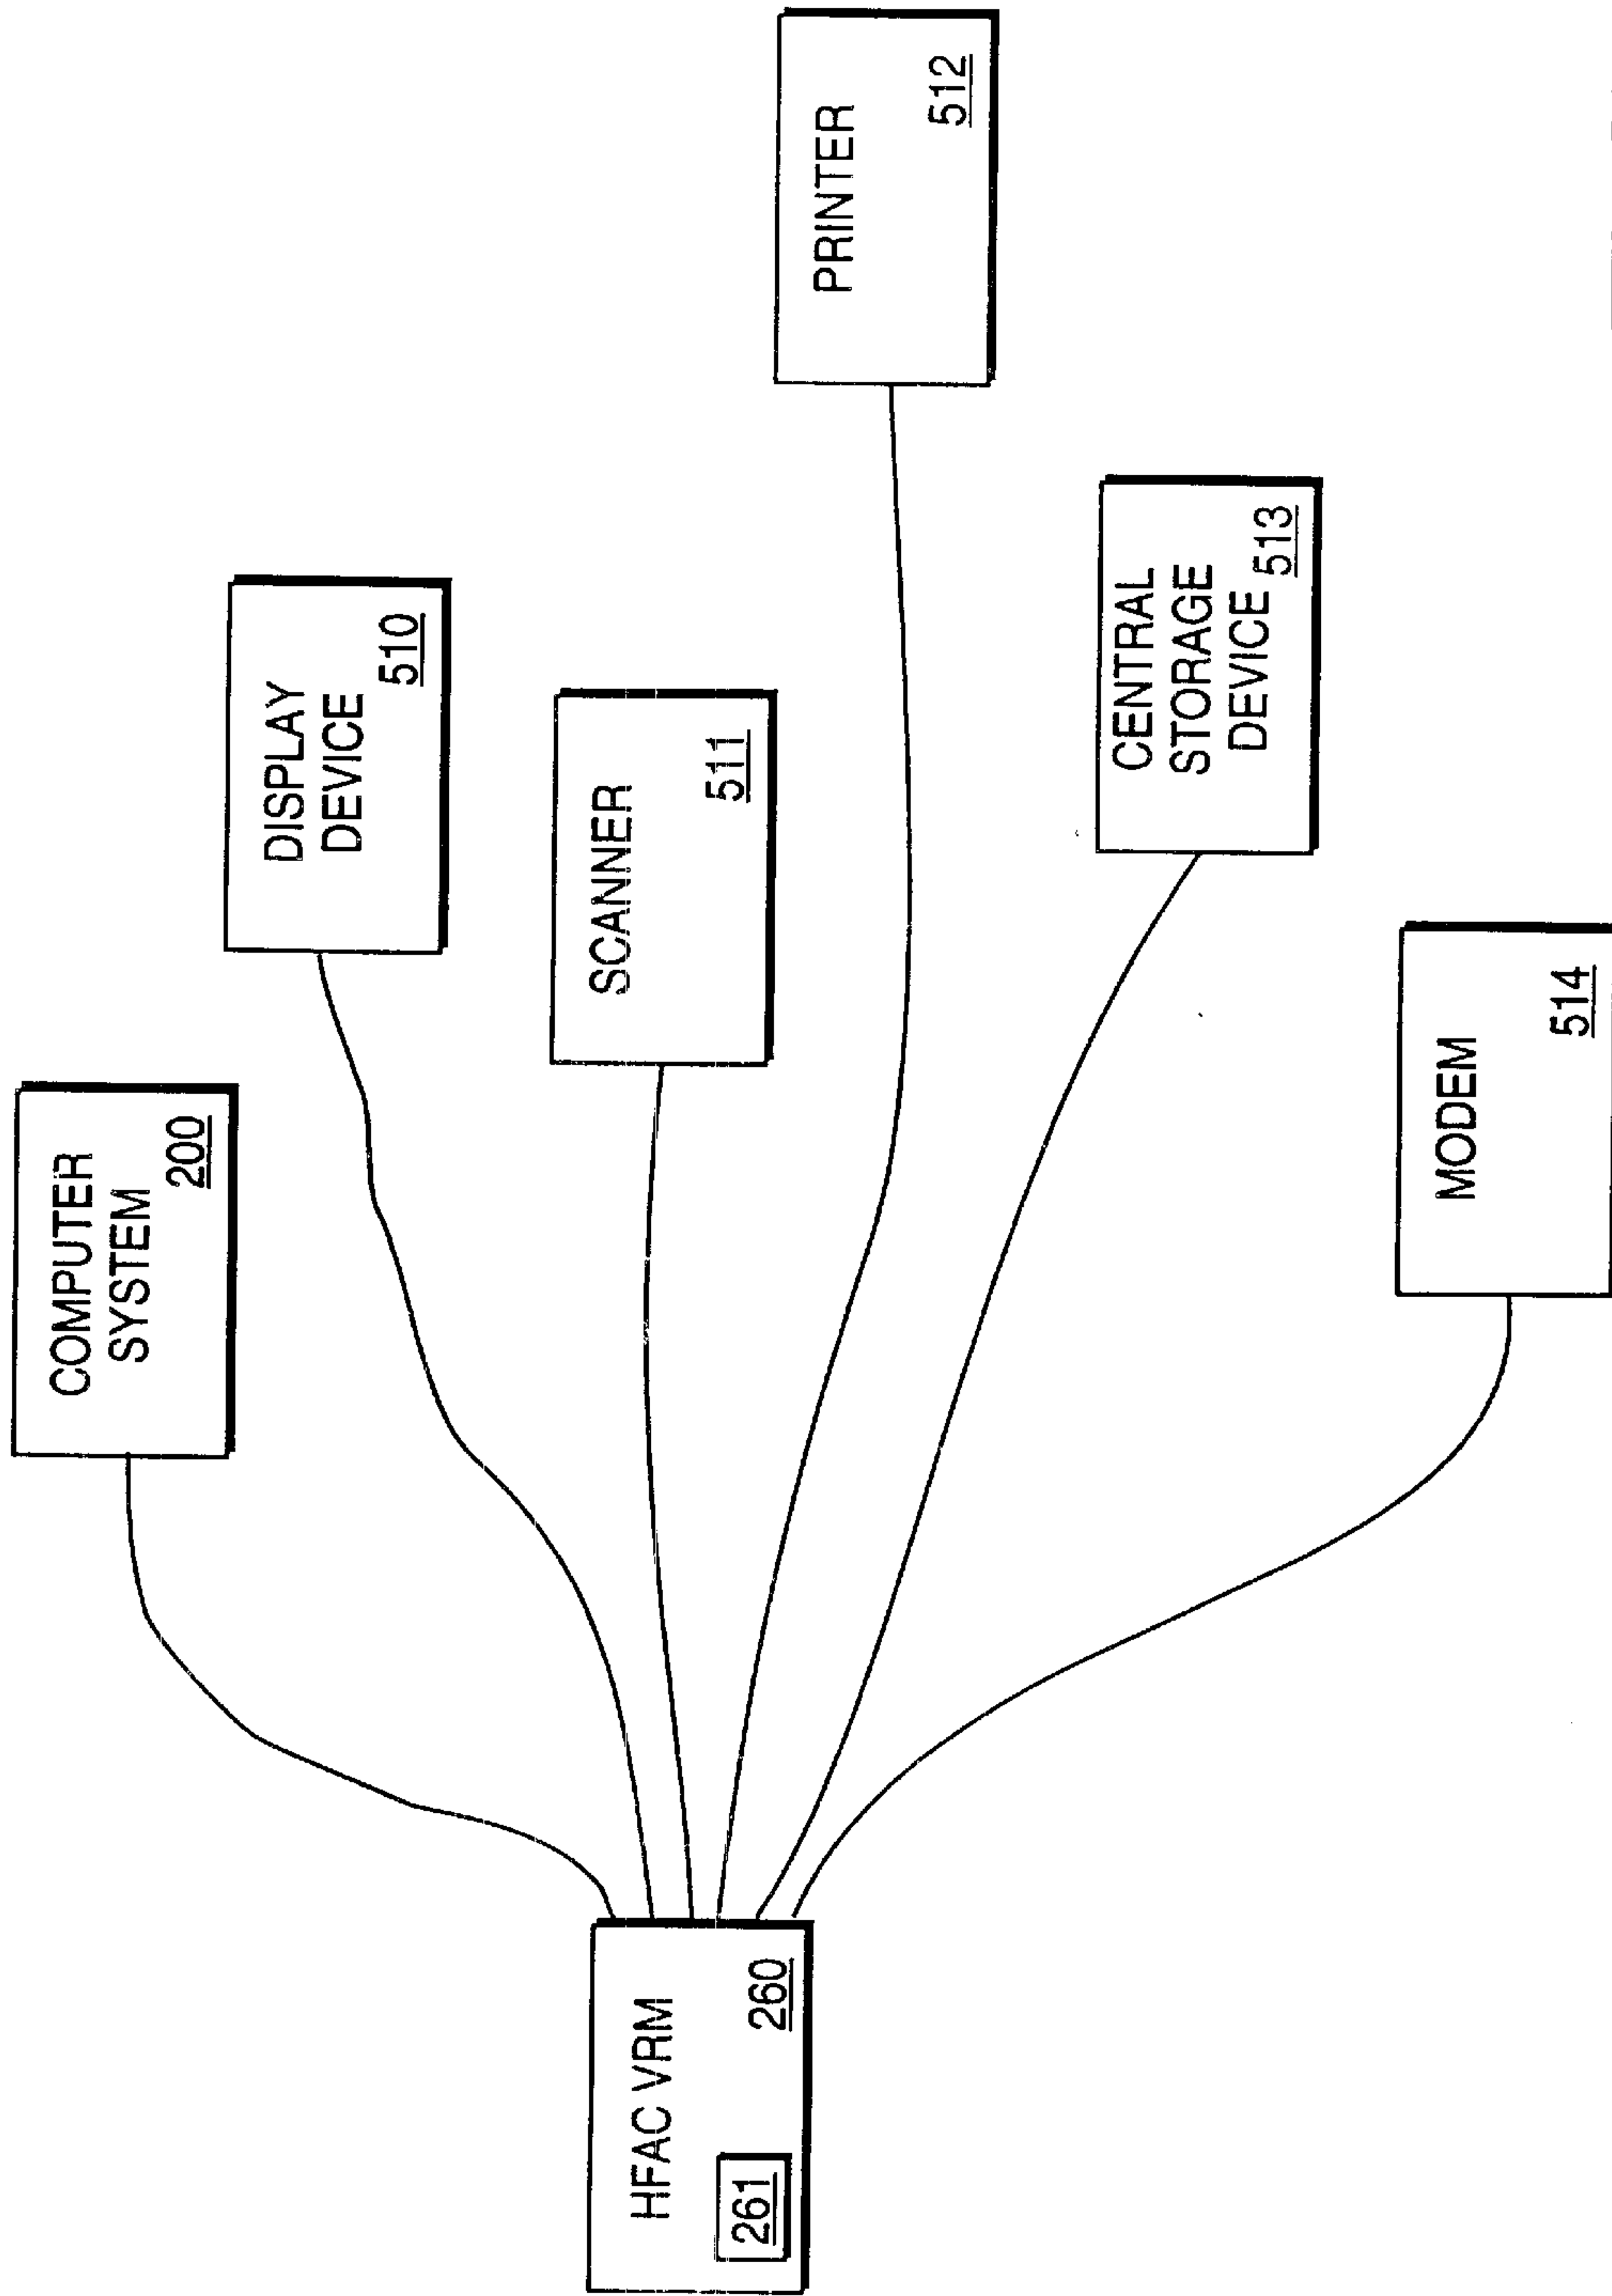 COMPUTER
SYSTEM
200
DISPLAY
DEVICE
510
SCANNER
511
PRINTER
512
HFAC VRM
260
261
CENTRAL
STORAGE
DEVICE 513
MODEM
514